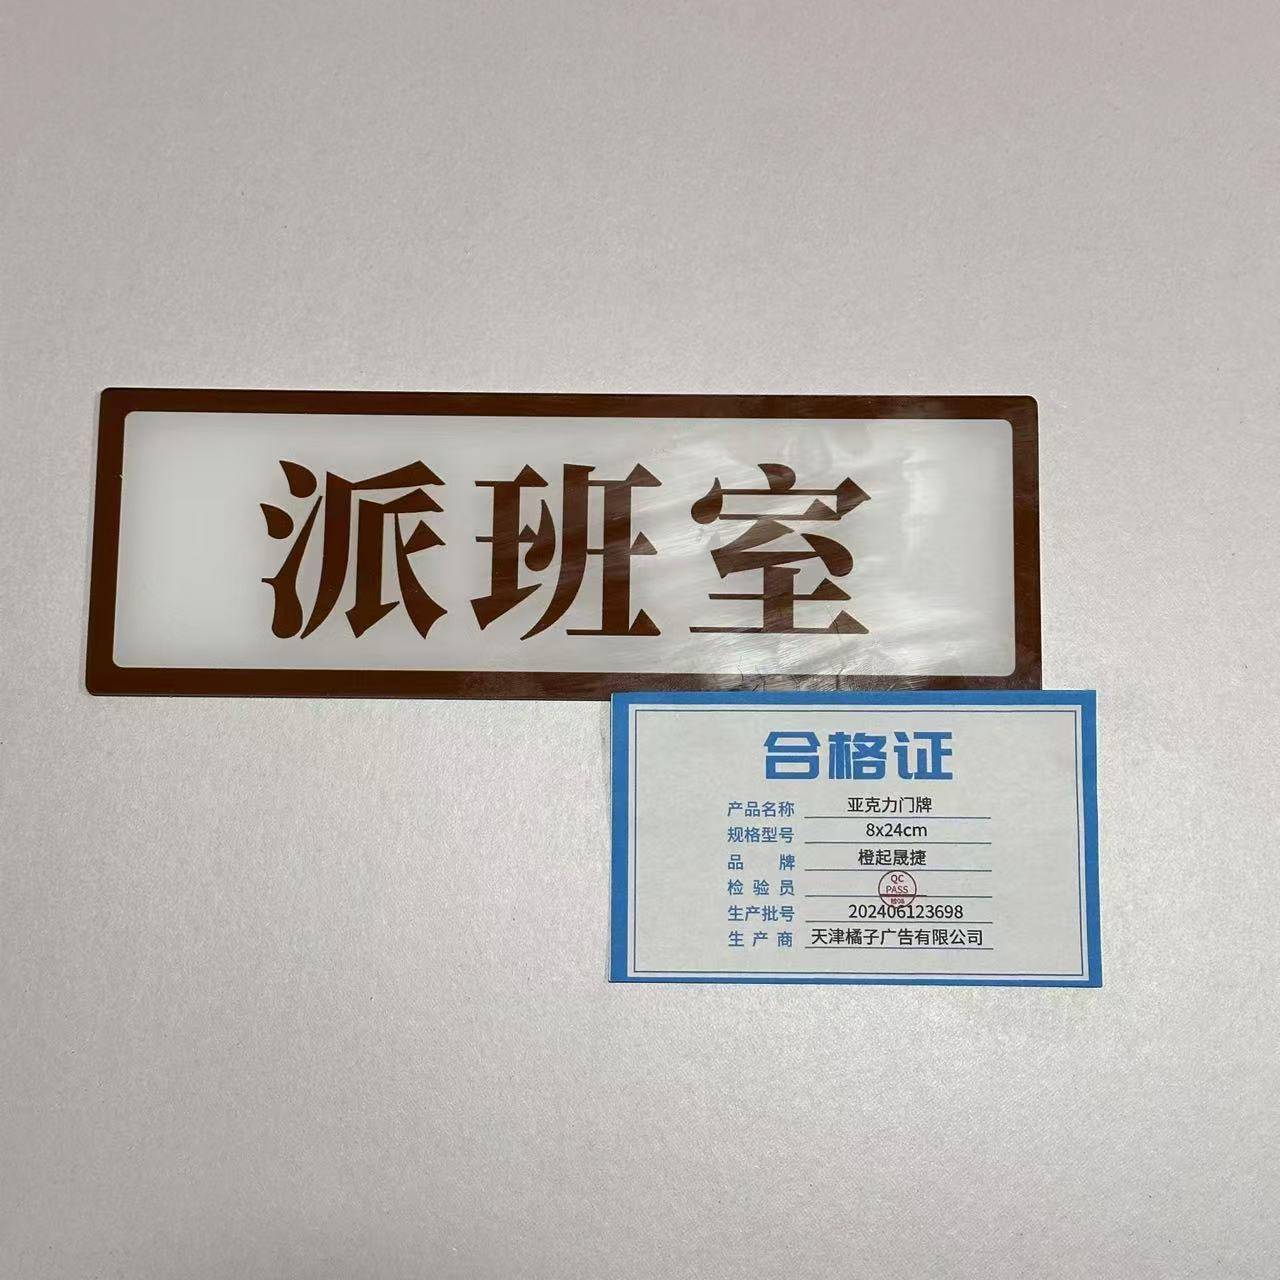 派班室
合格证
产品名称 亚克力门牌
规格型号 8x24cm
品 牌 橙起晟捷
检验员
QC
PASS
生产批号 202406123698
生产商 天津橘子广告有限公司